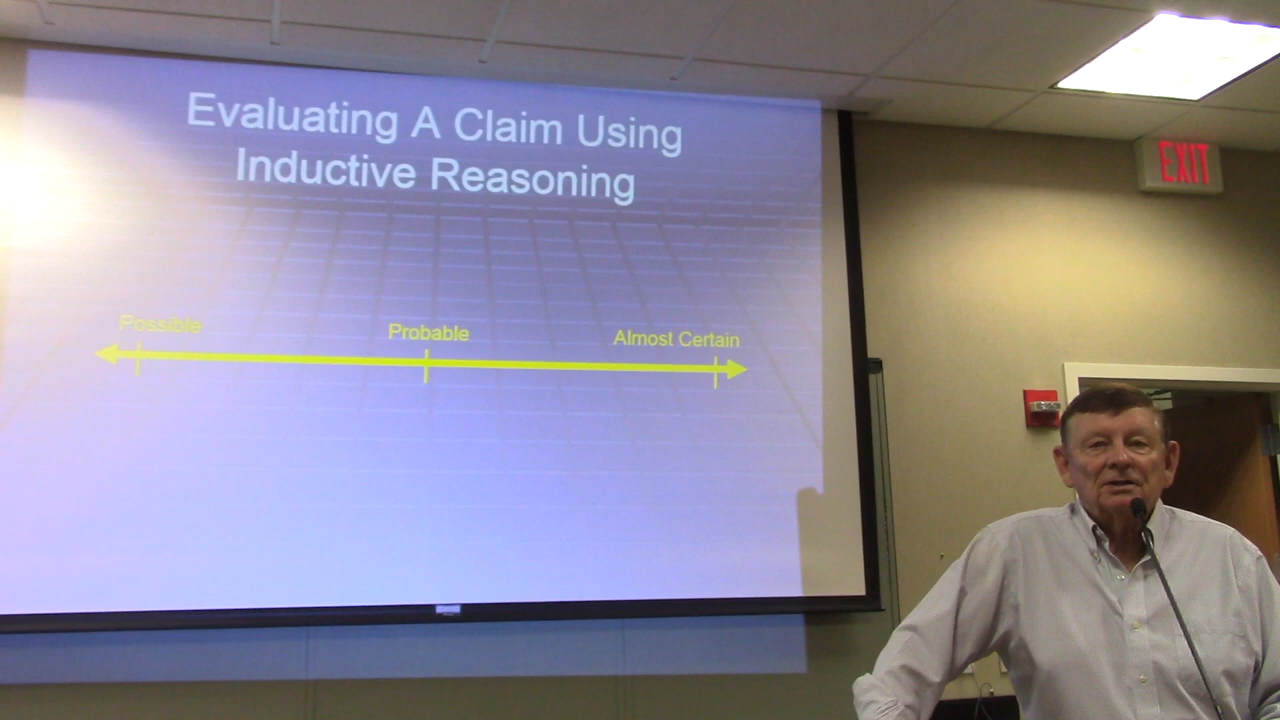 Evaluating A Claim Using
Inductive Reasoning
Possible
Probable
Almost Certain
EXIT